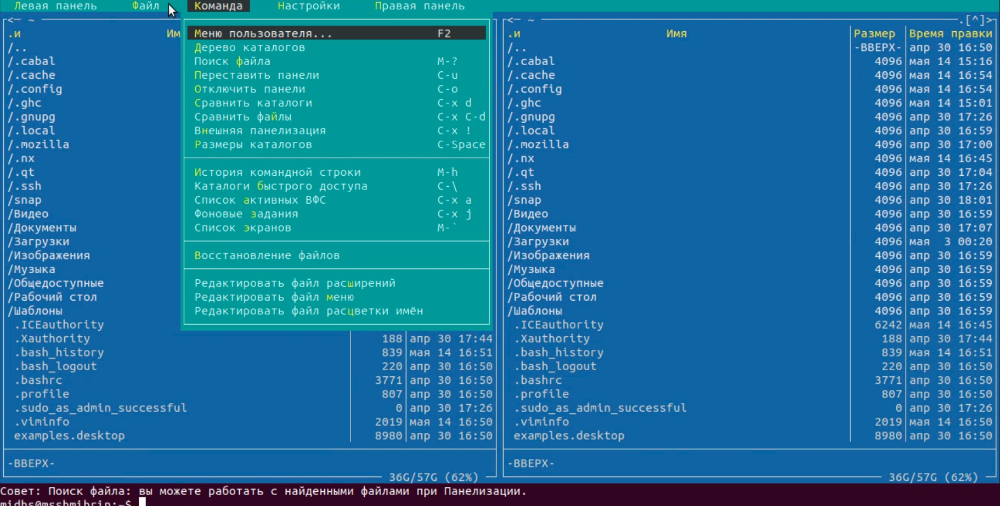 Левая панель Файл Команда Настройки Правая панель
<─ ~ <─ ~ .[^]>
.и Им Меню пользователя... F2 .и Имя Размер Время правки
/.. Дерево каталогов /.. -ВВЕРХ- апр 30 16:50
/.cabal Поиск файла M-? /.cabal 4096 мая 14 15:16
/.cache Переставить панели C-u /.cache 4096 мая 14 16:54
/.config Отключить панели C-o /.config 4096 мая 14 16:54
/.ghc Сравнить каталоги C-x d /.ghc 4096 мая 14 15:01
/.gnupg Сравнить файлы C-x C-d /.gnupg 4096 апр 30 17:26
/.local Внешняя панелизация C-x ! /.local 4096 апр 30 16:59
/.mozilla Размеры каталогов C-Space /.mozilla 4096 апр 30 17:00
/.nx /.nx 4096 мая 14 16:45
/.qt История командной строки M-h /.qt 4096 апр 30 17:04
/.ssh Каталоги быстрого доступа C-\ /.ssh 4096 апр 30 17:26
/snap Список активных ВФС C-x a /snap 4096 апр 30 18:01
/Видео Фоновые задания C-x j /Видео 4096 апр 30 16:59
/Документы Список экранов M-` /Документы 4096 апр 30 17:07
/Загрузки /Загрузки 4096 мая 3 00:20
/Изображения Восстановление файлов /Изображения 4096 апр 30 16:59
/Музыка /Музыка 4096 апр 30 16:59
/Общедоступные Редактировать файл расширений /Общедоступные 4096 апр 30 16:59
/Рабочий стол Редактировать файл меню /Рабочий стол 4096 апр 30 16:59
/Шаблоны Редактировать файл расцветки имён /Шаблоны 4096 апр 30 16:59
.ICEauthority .ICEauthority 6242 мая 14 16:45
.Xauthority 188 апр 30 17:44 .Xauthority 188 апр 30 17:44
.bash_history 839 мая 14 16:51 .bash_history 839 мая 14 16:51
.bash_logout 220 апр 30 16:50 .bash_logout 220 апр 30 16:50
.bashrc 3771 апр 30 16:50 .bashrc 3771 апр 30 16:50
.profile 807 апр 30 16:50 .profile 807 апр 30 16:50
.sudo_as_admin_successful 0 апр 30 17:26 .sudo_as_admin_successful 0 апр 30 17:26
.viminfo 2019 мая 14 16:50 .viminfo 2019 мая 14 16:50
examples.desktop 8980 апр 30 16:50 examples.desktop 8980 апр 30 16:50
-ВВЕРХ- -ВВЕРХ-
36G/57G (62%) 36G/57G (62%)
Совет: Поиск файла: вы можете работать с найденными файлами при Панелизации.